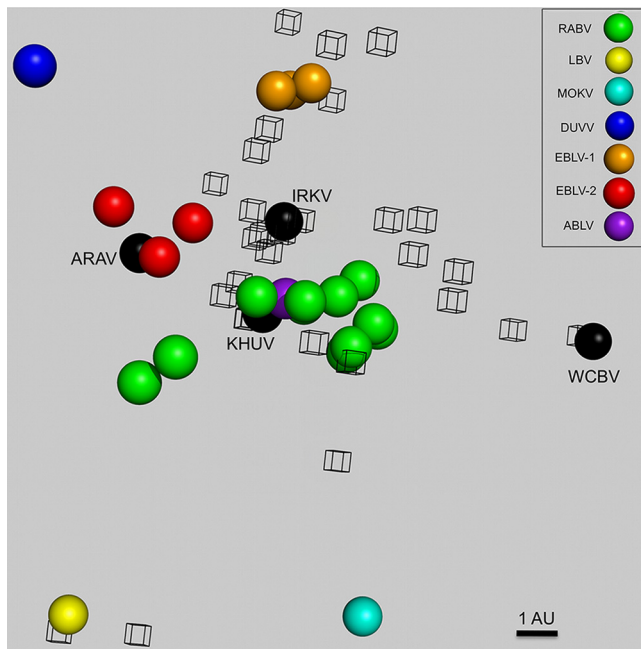 RABV
LBV
MOKV
DUVV
EBLV-1
EBLV-2
ABLV
IRKV
ARAV
KHUV
WCBV
1 AU